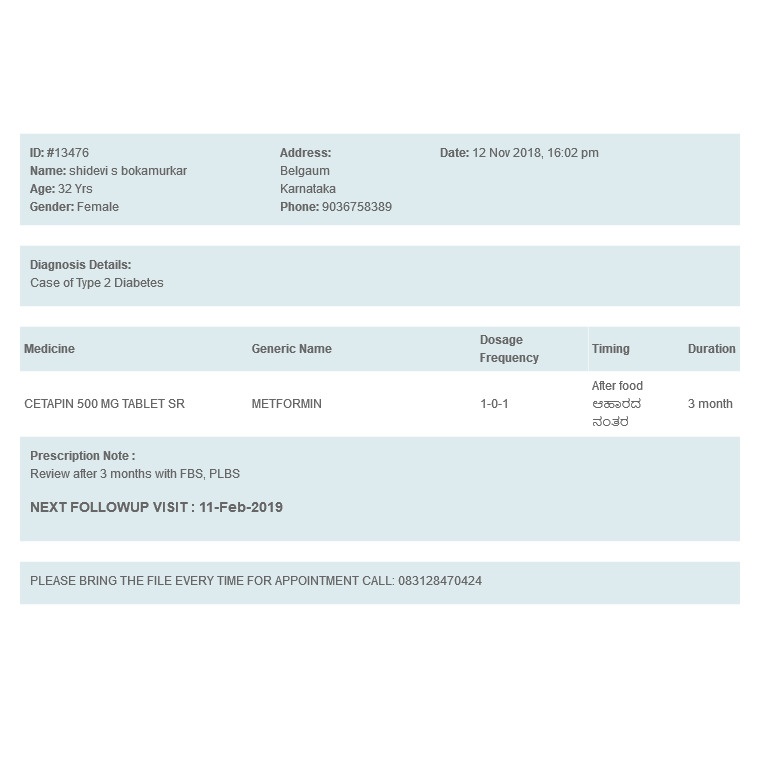 ID: #13476
Name: shidevi s bokamurkar
Age: 32 Yrs
Gender: Female
Address:
Belgaum
Karnataka
Phone: 9036758389
Date: 12 Nov 2018, 16:02 pm
Diagnosis Details:
Case of Type 2 Diabetes
Medicine Generic Name Dosage Frequency Timing Duration
CETAPIN 500 MG TABLET SR METFORMIN 1-0-1 After food ಆಹಾರದ ನಂತರ 3 month
Prescription Note :
Review after 3 months with FBS, PLBS
NEXT FOLLOWUP VISIT : 11-Feb-2019
PLEASE BRING THE FILE EVERY TIME FOR APPOINTMENT CALL: 083128470424